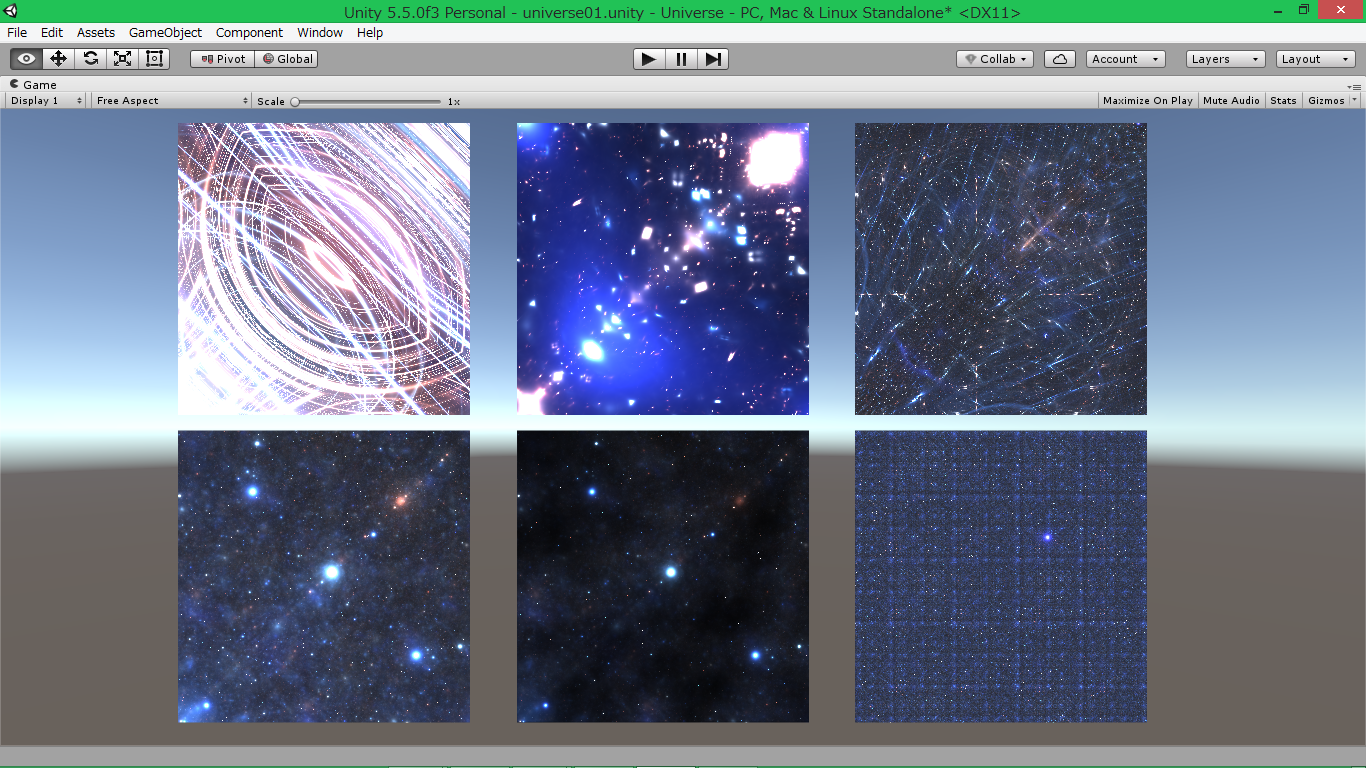 Unity 5.5.0f3 Personal - universe01.unity - Universe - PC, Mac & Linux Standalone* <DX11>
File Edit Assets GameObject Component Window Help
Pivot Global Collab Account Layers Layout
Game
Display 1 Free Aspect Scale 1x Maximize On Play Mute Audio Stats Gizmos